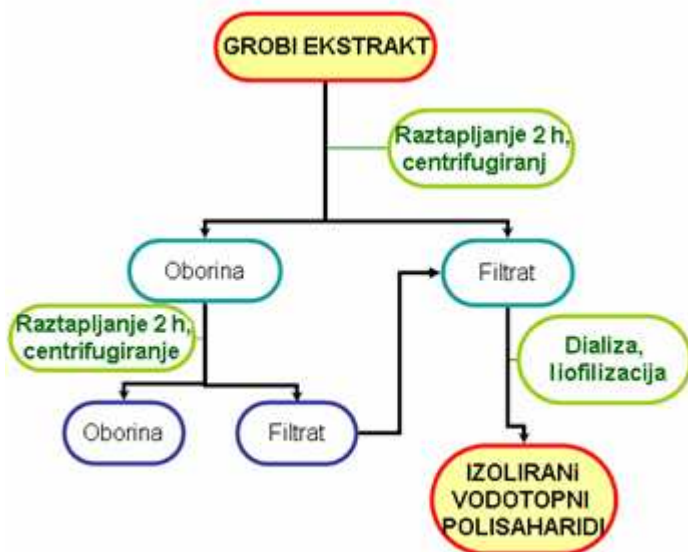 GROBI EKSTRAKT
Raztapljanje 2 h,
centrifugiranj
Oborina
Filtrat
Raztapljanje 2 h,
centrifugiranje
Dializa,
liofilizacija
Oborina
Filtrat
IZOLIRANi
VODOTOPNI
POLISAHARIDI